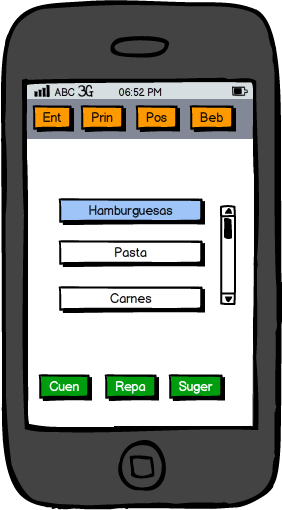 ABC 3G 06:52 PM
Ent Prin Pos Beb
Hamburguesas
Pasta
Carnes
Cuen Repa Suger